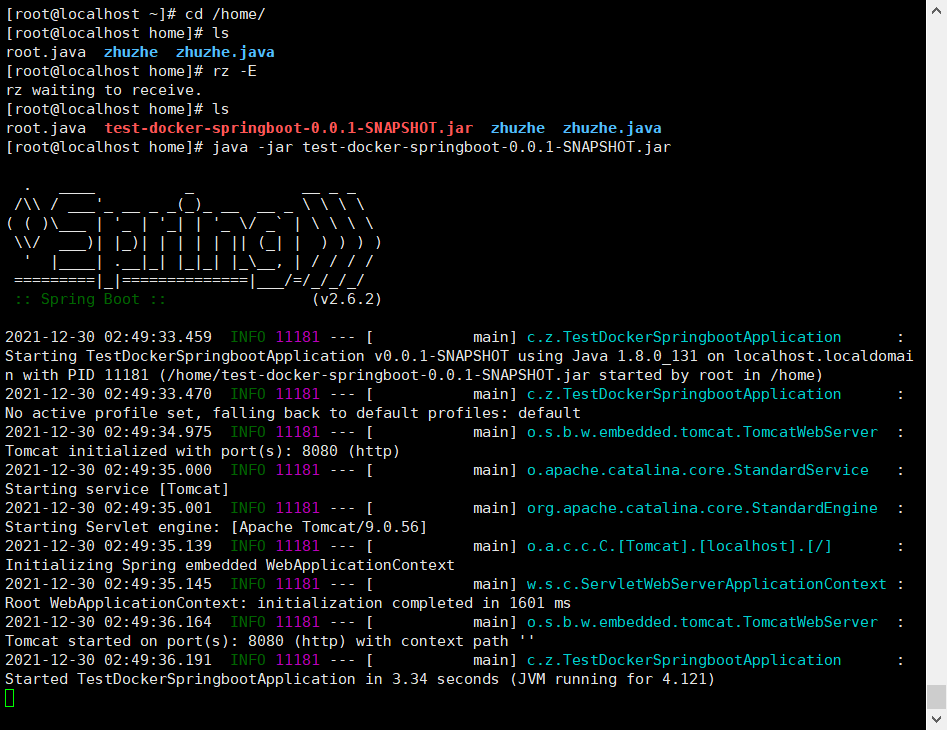 [root@localhost ~]# cd /home/
[root@localhost home]# ls
root.java  zhuzhe  zhuzhe.java
[root@localhost home]# rz -E
rz waiting to receive.
[root@localhost home]# ls
root.java  test-docker-springboot-0.0.1-SNAPSHOT.jar  zhuzhe  zhuzhe.java
[root@localhost home]# java -jar test-docker-springboot-0.0.1-SNAPSHOT.jar

  .   ____          _            __ _ _
 /\\ / ___'_ __ _ _(_)_ __  __ _ \ \ \ \
( ( )\___ | '_ | '_| | '_ \/ _` | \ \ \ \
 \\/  ___)| |_)| | | | | || (_| |  ) ) ) )
  '  |____| .__|_| |_|_| |_\__, | / / / /
 =========|_|==============|___/=/_/_/_/
 :: Spring Boot ::                (v2.6.2)

2021-12-30 02:49:33.459  INFO 11181 --- [           main] c.z.TestDockerSpringbootApplication      :
Starting TestDockerSpringbootApplication v0.0.1-SNAPSHOT using Java 1.8.0_131 on localhost.localdomai
n with PID 11181 (/home/test-docker-springboot-0.0.1-SNAPSHOT.jar started by root in /home)
2021-12-30 02:49:33.470  INFO 11181 --- [           main] c.z.TestDockerSpringbootApplication      :
No active profile set, falling back to default profiles: default
2021-12-30 02:49:34.975  INFO 11181 --- [           main] o.s.b.w.embedded.tomcat.TomcatWebServer  :
Tomcat initialized with port(s): 8080 (http)
2021-12-30 02:49:35.000  INFO 11181 --- [           main] o.apache.catalina.core.StandardService   :
Starting service [Tomcat]
2021-12-30 02:49:35.001  INFO 11181 --- [           main] org.apache.catalina.core.StandardEngine  :
Starting Servlet engine: [Apache Tomcat/9.0.56]
2021-12-30 02:49:35.139  INFO 11181 --- [           main] o.a.c.c.C.[Tomcat].[localhost].[/]       :
Initializing Spring embedded WebApplicationContext
2021-12-30 02:49:35.145  INFO 11181 --- [           main] w.s.c.ServletWebServerApplicationContext :
Root WebApplicationContext: initialization completed in 1601 ms
2021-12-30 02:49:36.164  INFO 11181 --- [           main] o.s.b.w.embedded.tomcat.TomcatWebServer  :
Tomcat started on port(s): 8080 (http) with context path ''
2021-12-30 02:49:36.191  INFO 11181 --- [           main] c.z.TestDockerSpringbootApplication      :
Started TestDockerSpringbootApplication in 3.34 seconds (JVM running for 4.121)